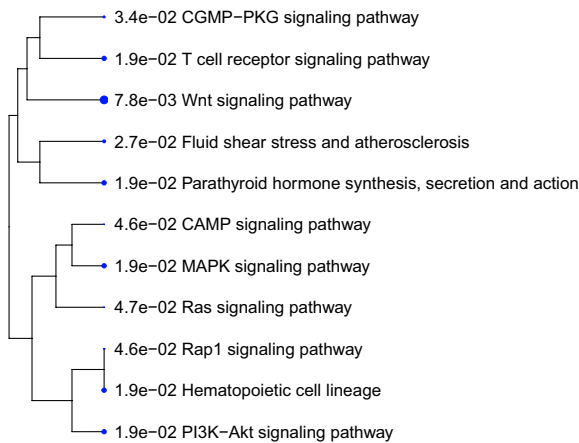 3.4e−02 CGMP−PKG signaling pathway
1.9e−02 T cell receptor signaling pathway
7.8e−03 Wnt signaling pathway
2.7e−02 Fluid shear stress and atherosclerosis
1.9e−02 Parathyroid hormone synthesis, secretion and action
4.6e−02 CAMP signaling pathway
1.9e−02 MAPK signaling pathway
4.7e−02 Ras signaling pathway
4.6e−02 Rap1 signaling pathway
1.9e−02 Hematopoietic cell lineage
1.9e−02 PI3K−Akt signaling pathway